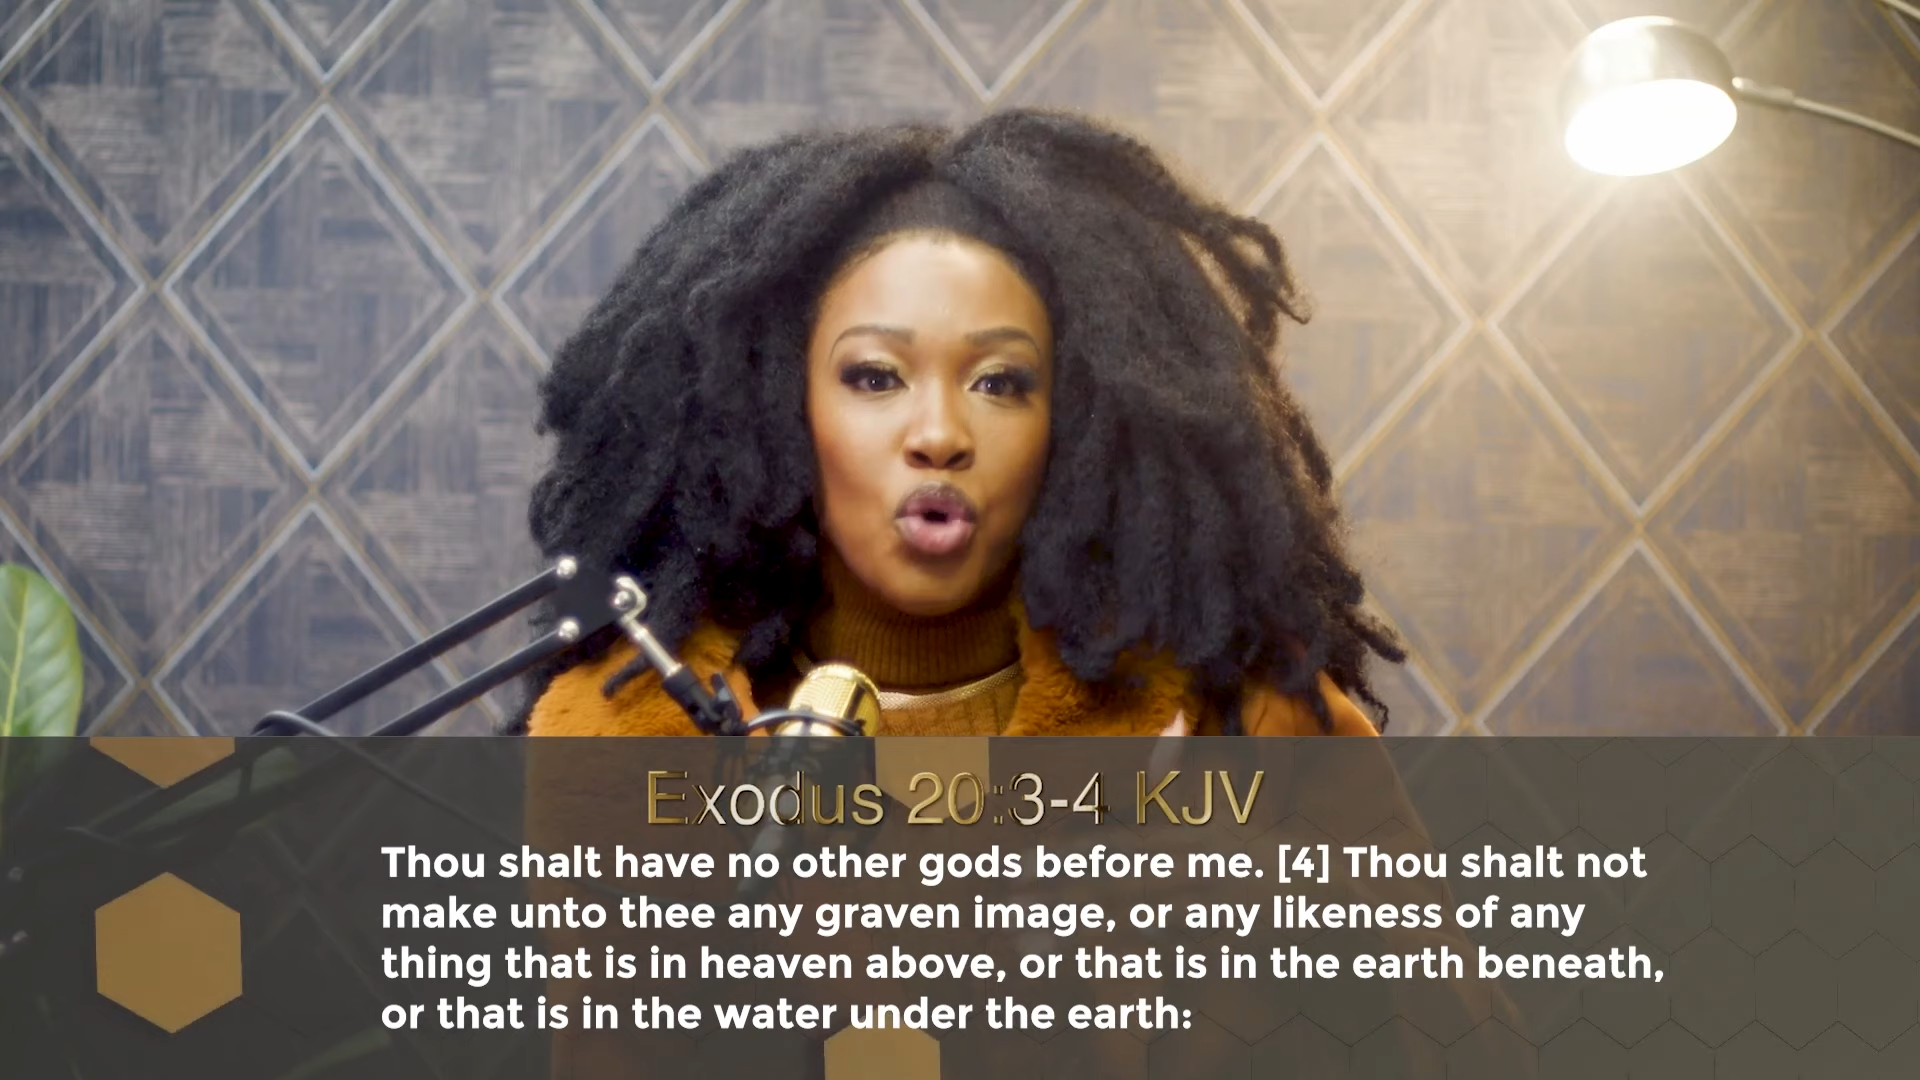 Exodus 20:3-4 KJV
Thou shalt have no other gods before me. [4] Thou shalt not
make unto thee any graven image, or any likeness of any
thing that is in heaven above, or that is in the earth beneath,
or that is in the water under the earth: